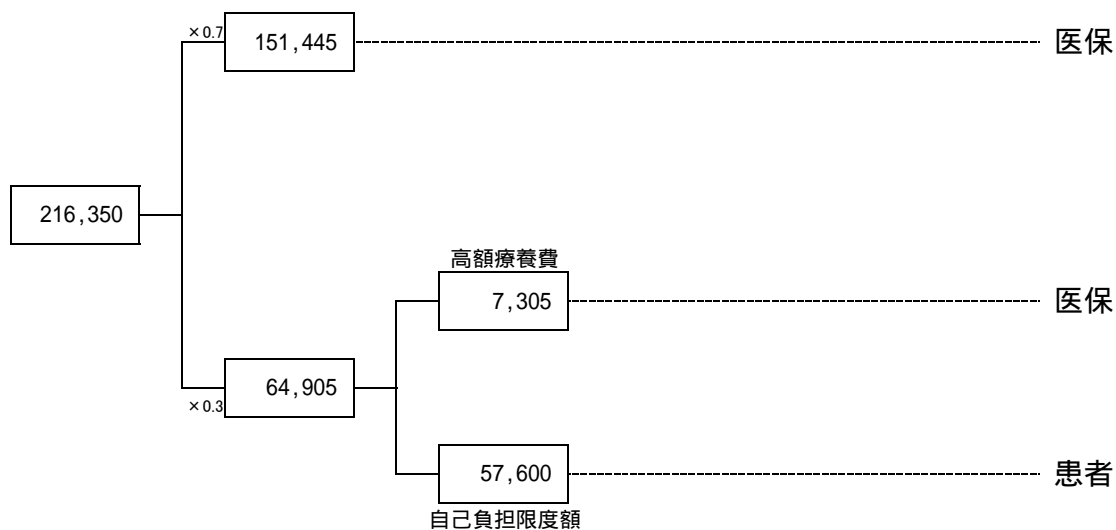 ×0.7
151,445
医保
216,350
高額療養費
7,305
医保
64,905
×0.3
57,600
患者
自己負担限度額